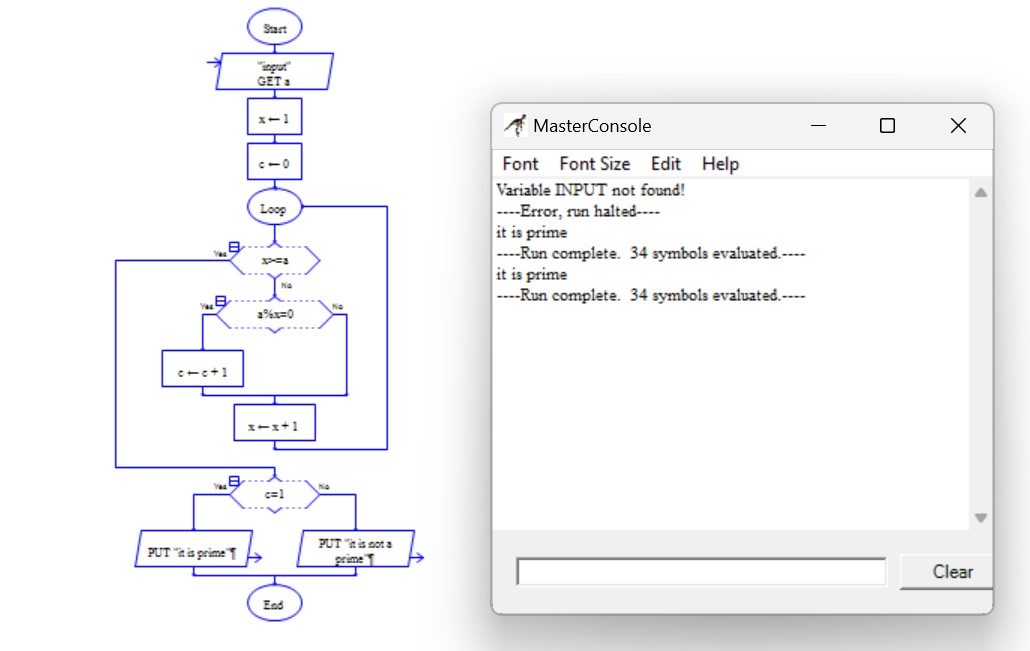 Start
"input"
GET a
x ← 1
c ← 0
Loop
Yes
x>=a
No
Yes
a%x=0
No
c ← c + 1
x ← x + 1
Yes
c=1
No
PUT "it is prime"¶
PUT "it is not a
prime"¶
End
MasterConsole
Font Font Size Edit Help
Variable INPUT not found!
----Error, run halted----
it is prime
----Run complete. 34 symbols evaluated.----
it is prime
----Run complete. 34 symbols evaluated.----
Clear